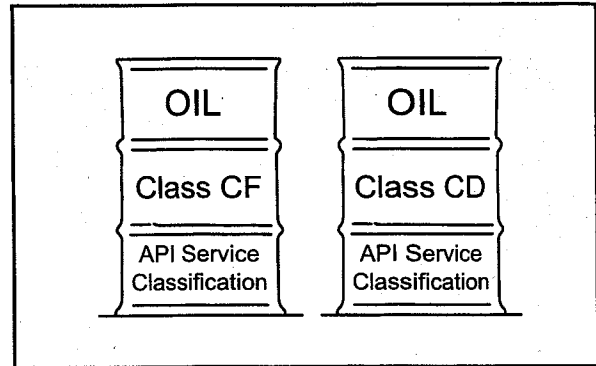 OIL
Class CF
API Service
Classification
OIL
Class CD
API Service
Classification